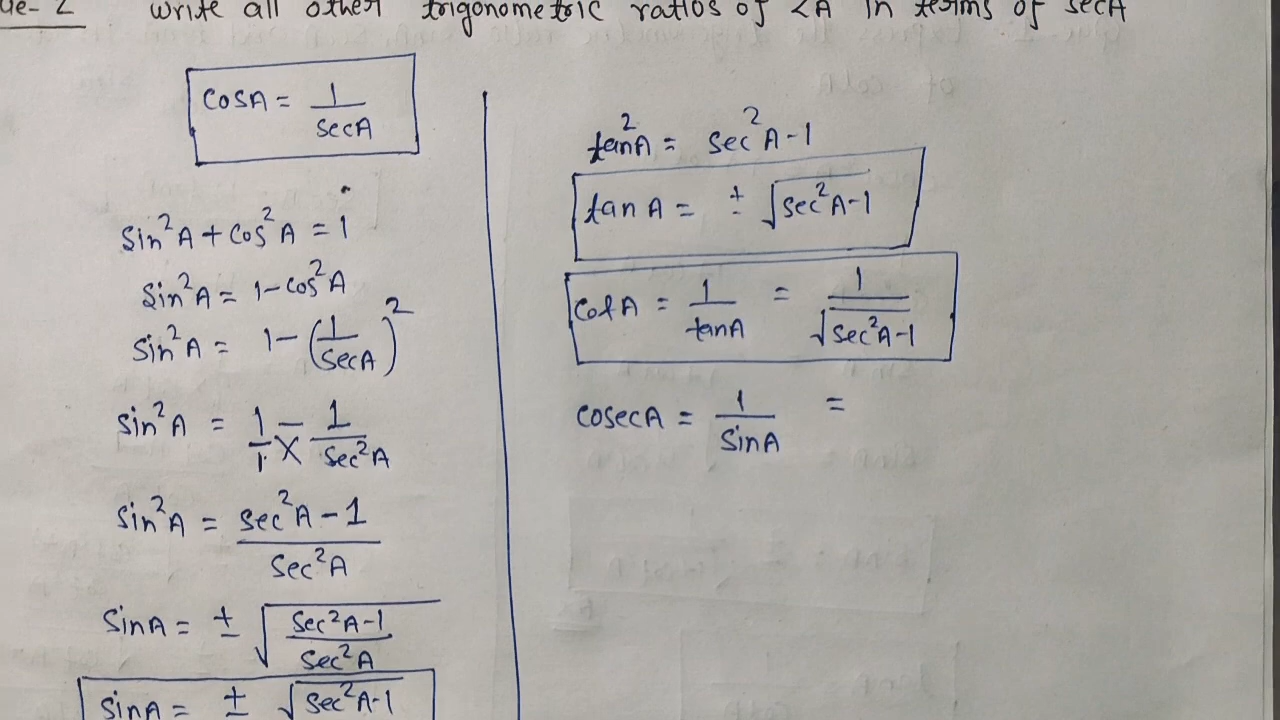 ue-2 Write all other trigonometric ratios of ∠A in terms of secA
cosA = 1/secA
sin²A + cos²A = 1
sin²A = 1 - cos²A
sin²A = 1 - (1/secA)²
sin²A = 1/1 - 1/sec²A
sin²A = (sec²A - 1)/sec²A
sinA = ± √((sec²A-1)/sec²A)
sinA = ± √(sec²A-1)
tan²A = sec²A - 1
tanA = ± √(sec²A-1)
cotA = 1/tanA = 1/√(sec²A-1)
cosecA = 1/sinA =